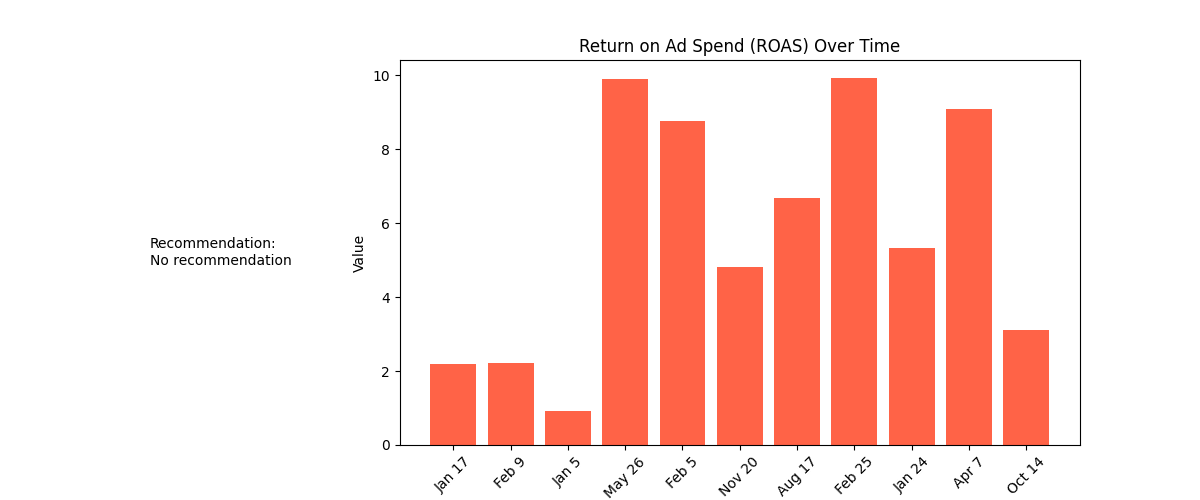 Return on Ad Spend (ROAS) Over Time
Recommendation:
No recommendation
Value
10
8
6
4
2
0
Jan 17
Feb 9
Jan 5
May 26
Feb 5
Nov 20
Aug 17
Feb 25
Jan 24
Apr 7
Oct 14